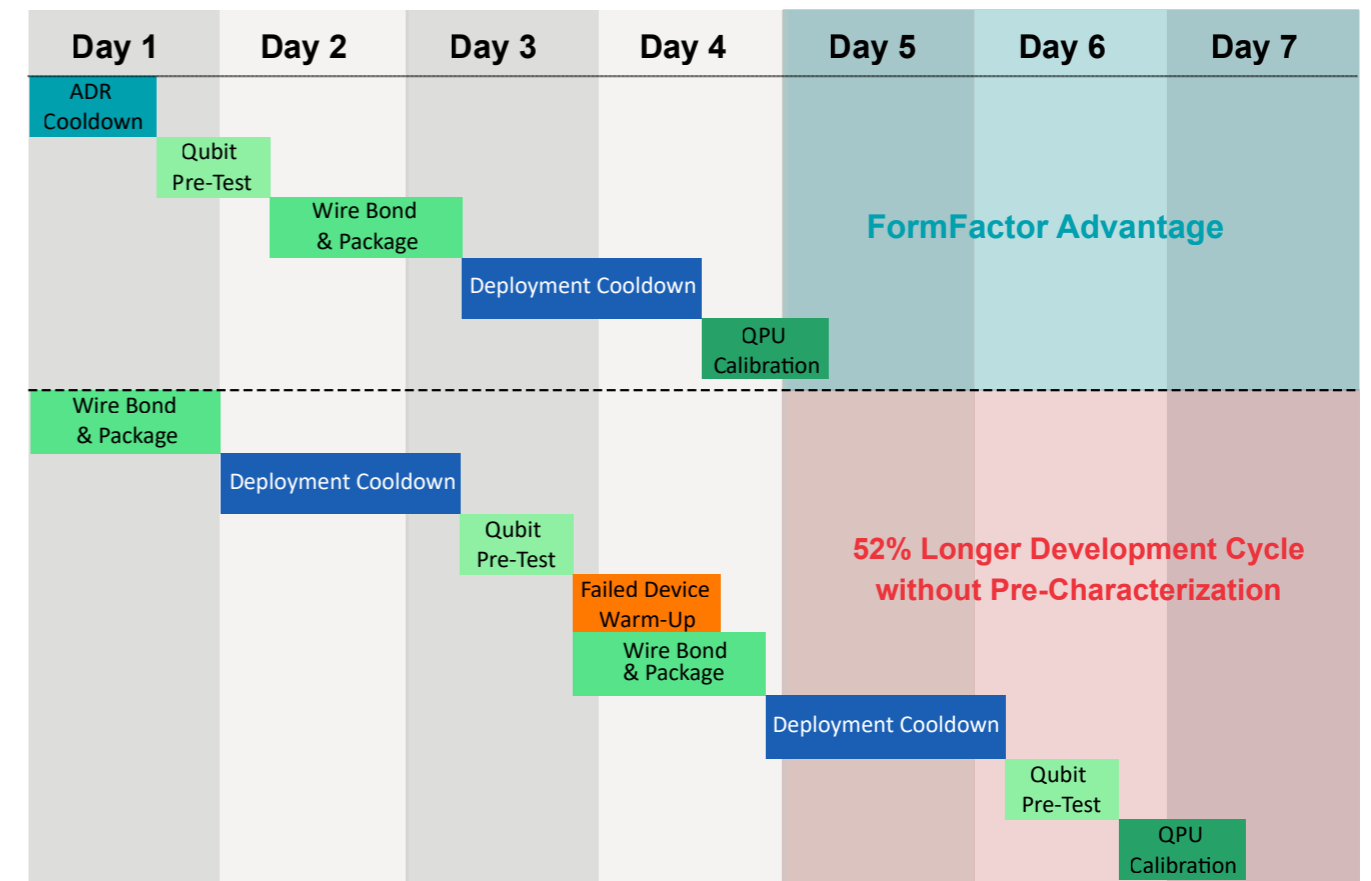 Day 1 Day 2 Day 3 Day 4 Day 5 Day 6 Day 7
ADR
Cooldown
Qubit
Pre-Test
Wire Bond
& Package
Deployment Cooldown
QPU
Calibration
FormFactor Advantage
Wire Bond
& Package
Deployment Cooldown
Qubit
Pre-Test
Failed Device
Warm-Up
Wire Bond
& Package
Deployment Cooldown
Qubit
Pre-Test
QPU
Calibration
52% Longer Development Cycle
without Pre-Characterization